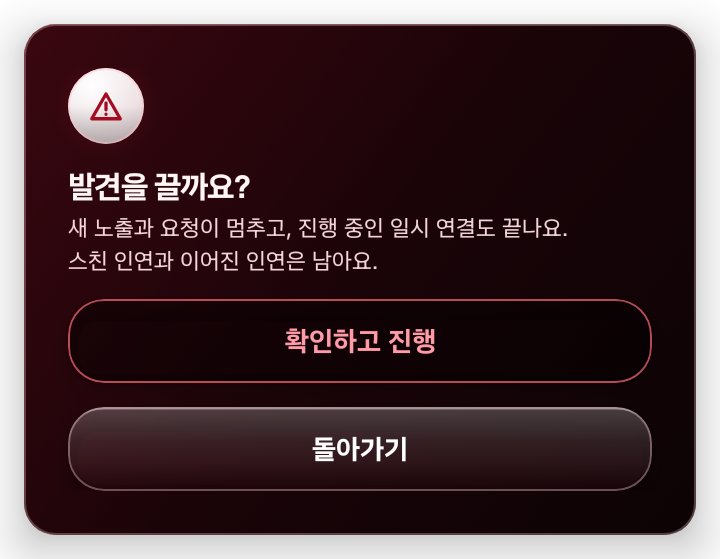 발견을 끌까요?
새 노출과 요청이 멈추고, 진행 중인 일시 연결도 끝나요.
스친 인연과 이어진 인연은 남아요.
확인하고 진행
돌아가기